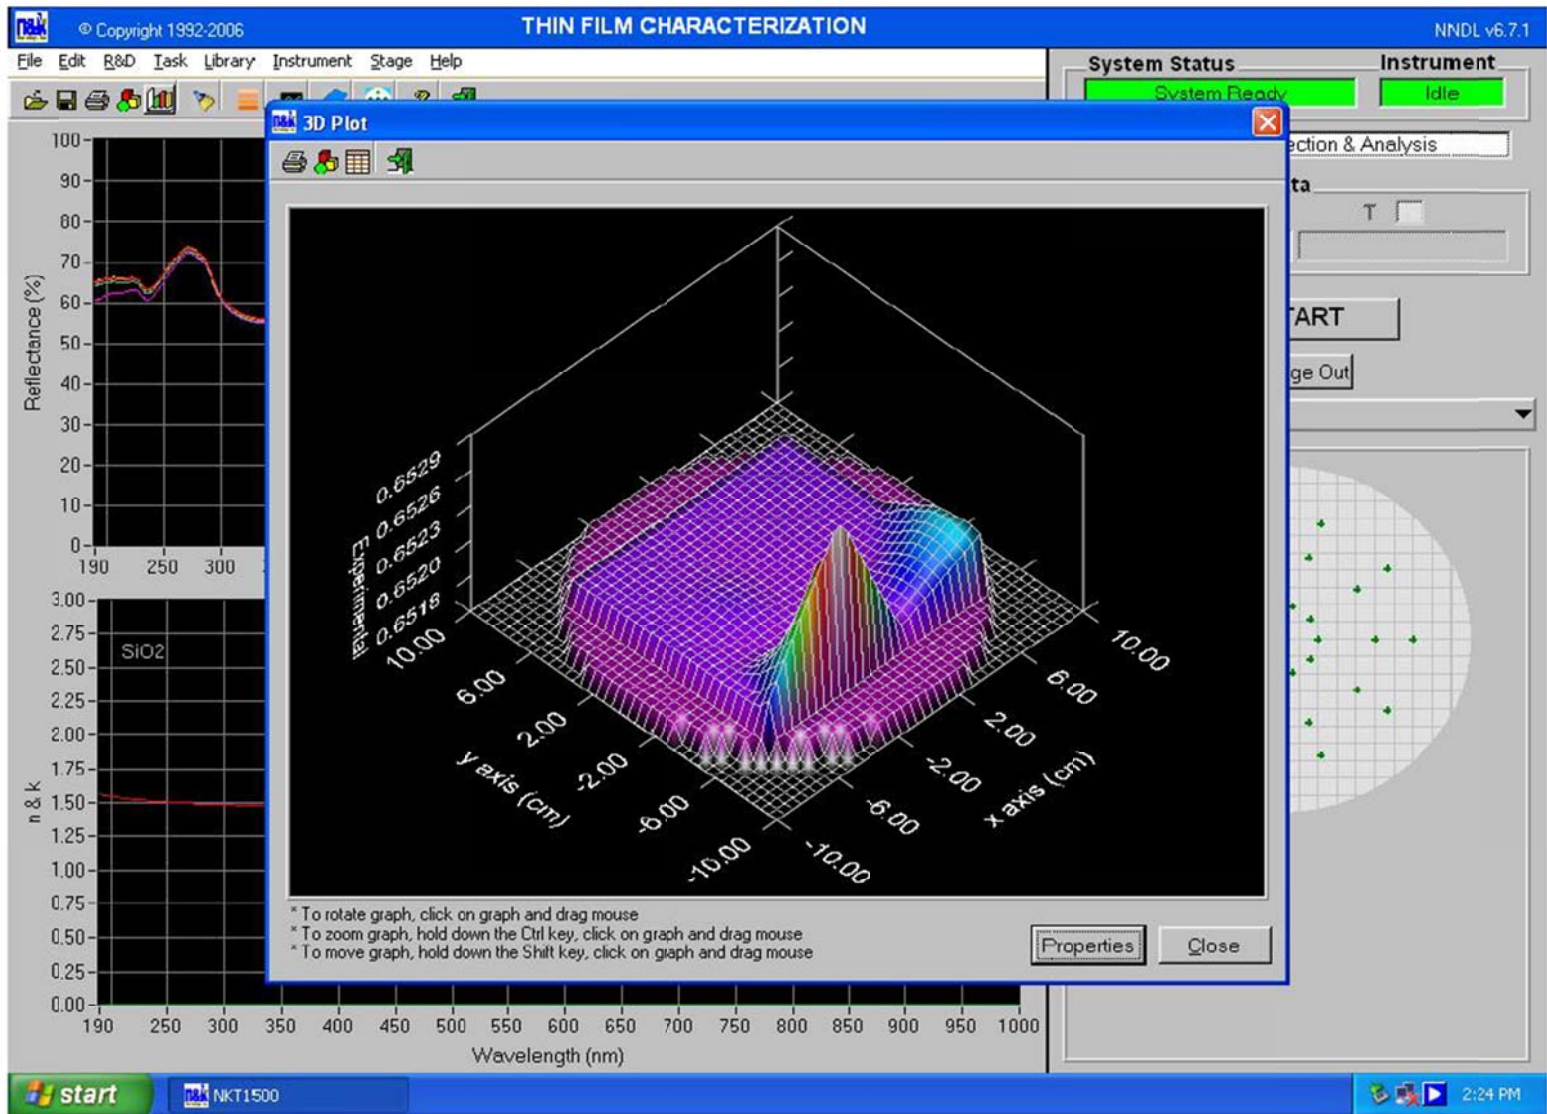 n&k © Copyright 1992-2006 THIN FILM CHARACTERIZATION NNDL v6.7.1
File Edit R&D Task Library Instrument Stage Help
System Status Instrument
System Ready Idle
n&k 3D Plot
ection & Analysis
ta
T
TART
ge Out
100
90
80
70
60
50
40
30
20
10
0
Reflectance (%)
190 250 300
3.00
2.75
2.50
2.25
2.00
1.75
1.50
1.25
1.00
0.75
0.50
0.25
0.00
n & k
SiO2
190 250 300 350 400 450 500 550 600 650 700 750 800 850 900 950 1000
Wavelength (nm)
0.6529
0.6526
0.6523
0.6520
0.6518
Experimental
10.00
6.00
2.00
-2.00
-6.00
-10.00
y axis (cm)
10.00
6.00
2.00
-2.00
-6.00
-10.00
x axis (cm)
* To rotate graph, click on graph and drag mouse
* To zoom graph, hold down the Ctrl key, click on graph and drag mouse
* To move graph, hold down the Shift key, click on graph and drag mouse
Properties Close
start n&k NKT1500 2:24 PM